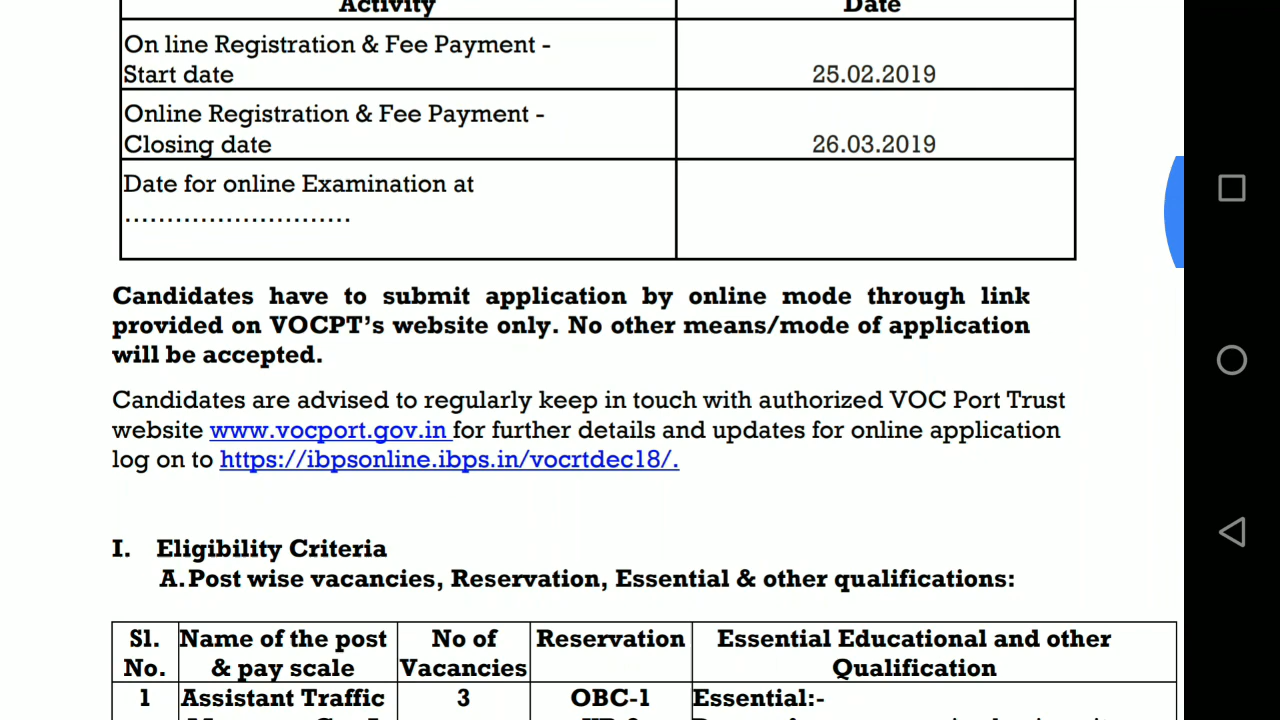 Activity Date
On line Registration & Fee Payment -
Start date 25.02.2019
Online Registration & Fee Payment -
Closing date 26.03.2019
Date for online Examination at
...........................
Candidates have to submit application by online mode through link
provided on VOCPT's website only. No other means/mode of application
will be accepted.
Candidates are advised to regularly keep in touch with authorized VOC Port Trust
website www.vocport.gov.in for further details and updates for online application
log on to https://ibpsonline.ibps.in/vocrtdec18/.
I. Eligibility Criteria
A.Post wise vacancies, Reservation, Essential & other qualifications:
Sl. Name of the post No of Reservation Essential Educational and other
No. & pay scale Vacancies Qualification
1 Assistant Traffic 3 OBC-1 Essential:-